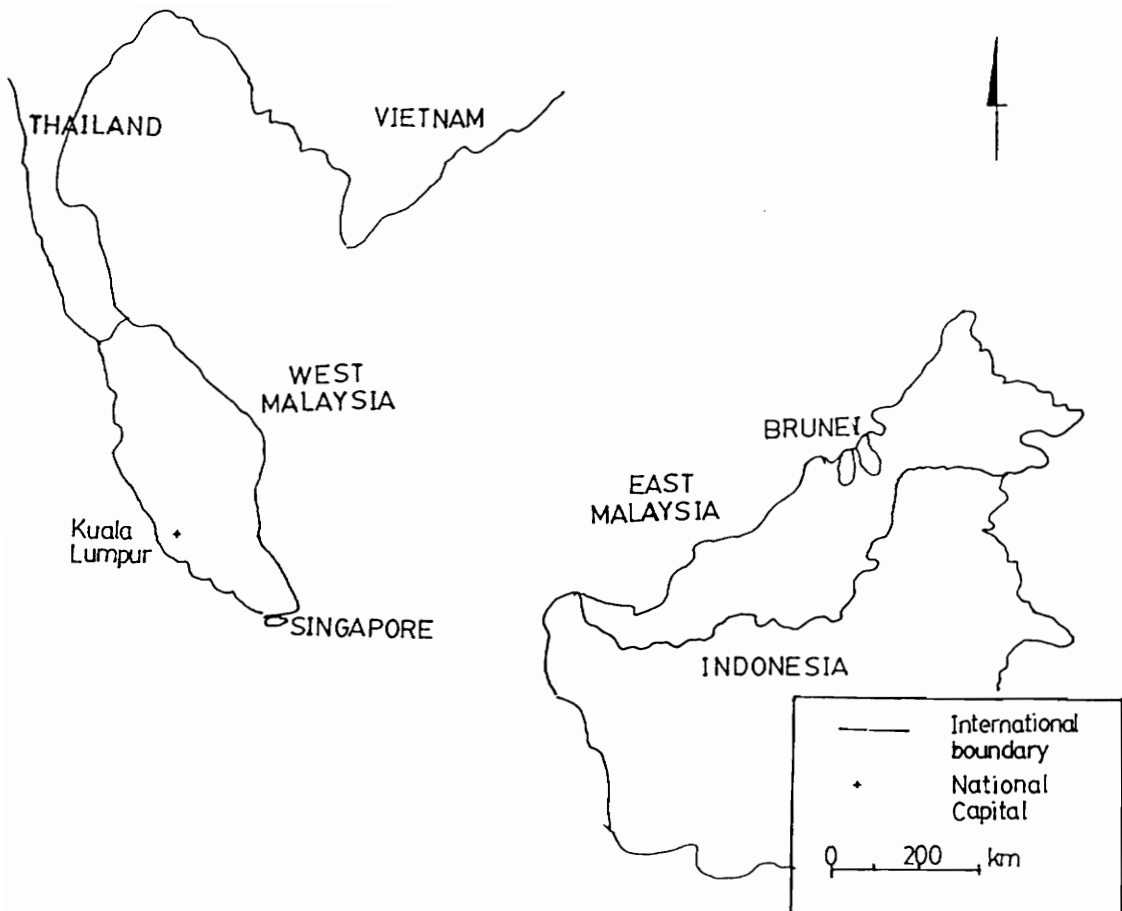 THAILAND
VIETNAM
WEST
MALAYSIA
BRUNEI
EAST
MALAYSIA
Kuala
Lumpur
SINGAPORE
INDONESIA
International
boundary
National
Capital
0 200 km